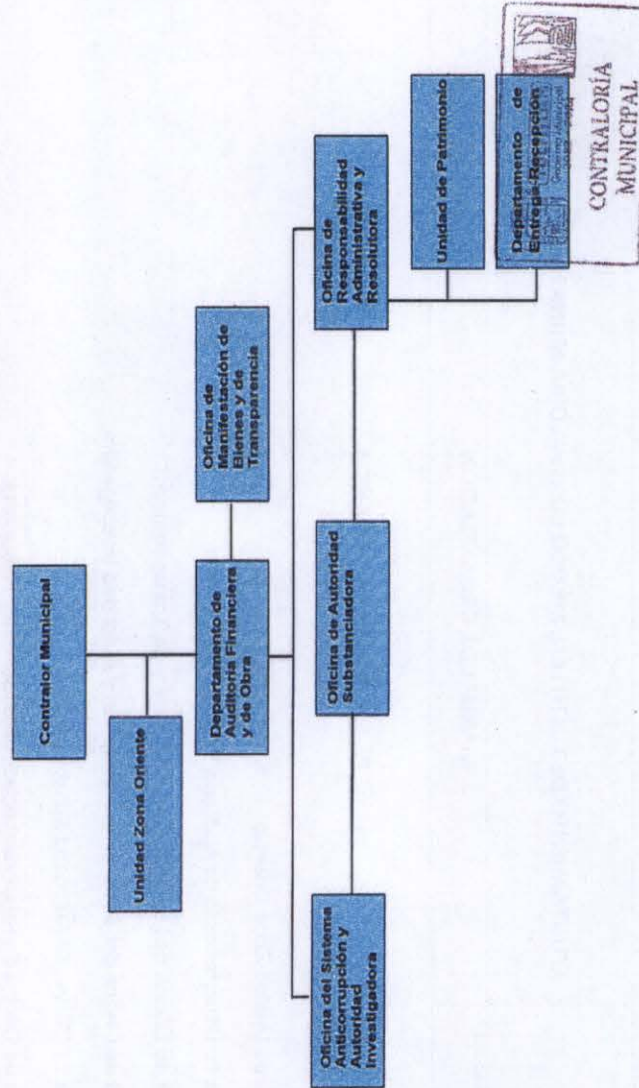 Contralor Municipal
Unidad Zona Oriente
Departamento de
Auditoría Financiera
y de Obra
Oficina de
Manifestación de
Bienes y de
Transparencia
Oficina del Sistema
Anticorrupción y
Autoridad
Investigadora
Oficina de Autoridad
Substanciadora
Oficina de
Responsabilidad
Administrativa y
Resolutora
Unidad de Patrimonio
Departamento de
Entrega-Recepción
CONTRALORÍA
MUNICIPAL